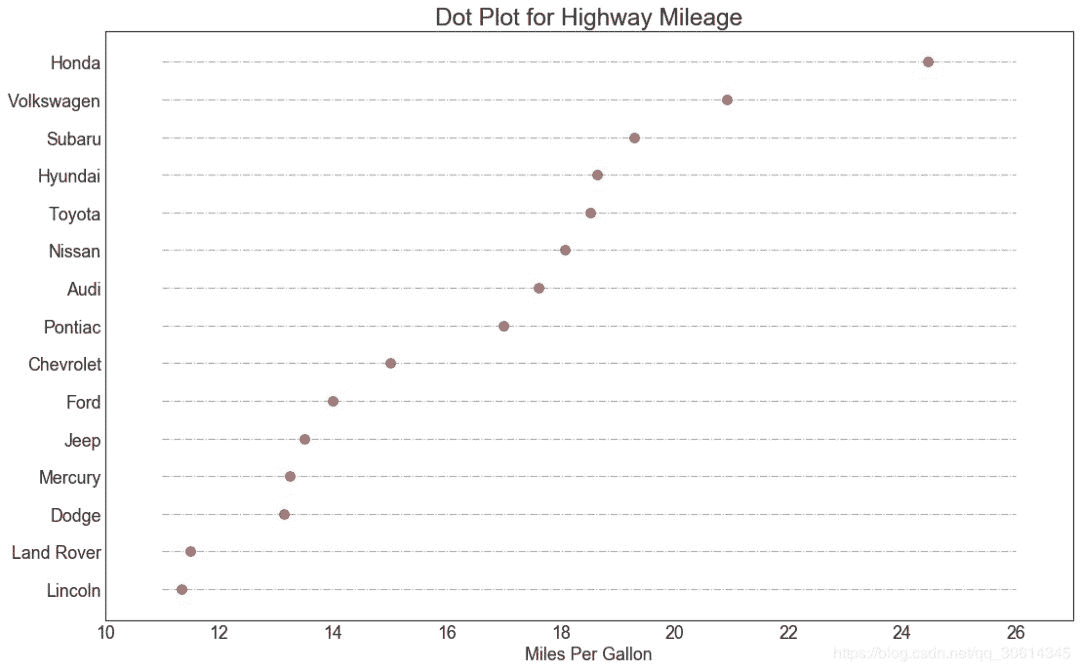 Dot Plot for Highway Mileage
Honda
Volkswagen
Subaru
Hyundai
Toyota
Nissan
Audi
Pontiac
Chevrolet
Ford
Jeep
Mercury
Dodge
Land Rover
Lincoln
10 12 14 16 18 20 22 24 26
Miles Per Gallon
https://blog.csdn.net/qq_30614345